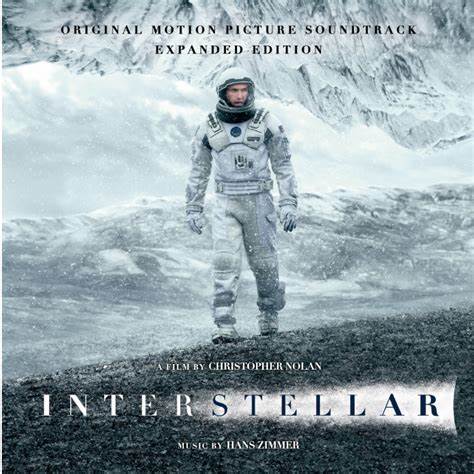 ORIGINAL MOTION PICTURE SOUNDTRACK
EXPANDED EDITION
A FILM BY CHRISTOPHER NOLAN
INTERSTELLAR
MUSIC BY HANS ZIMMER